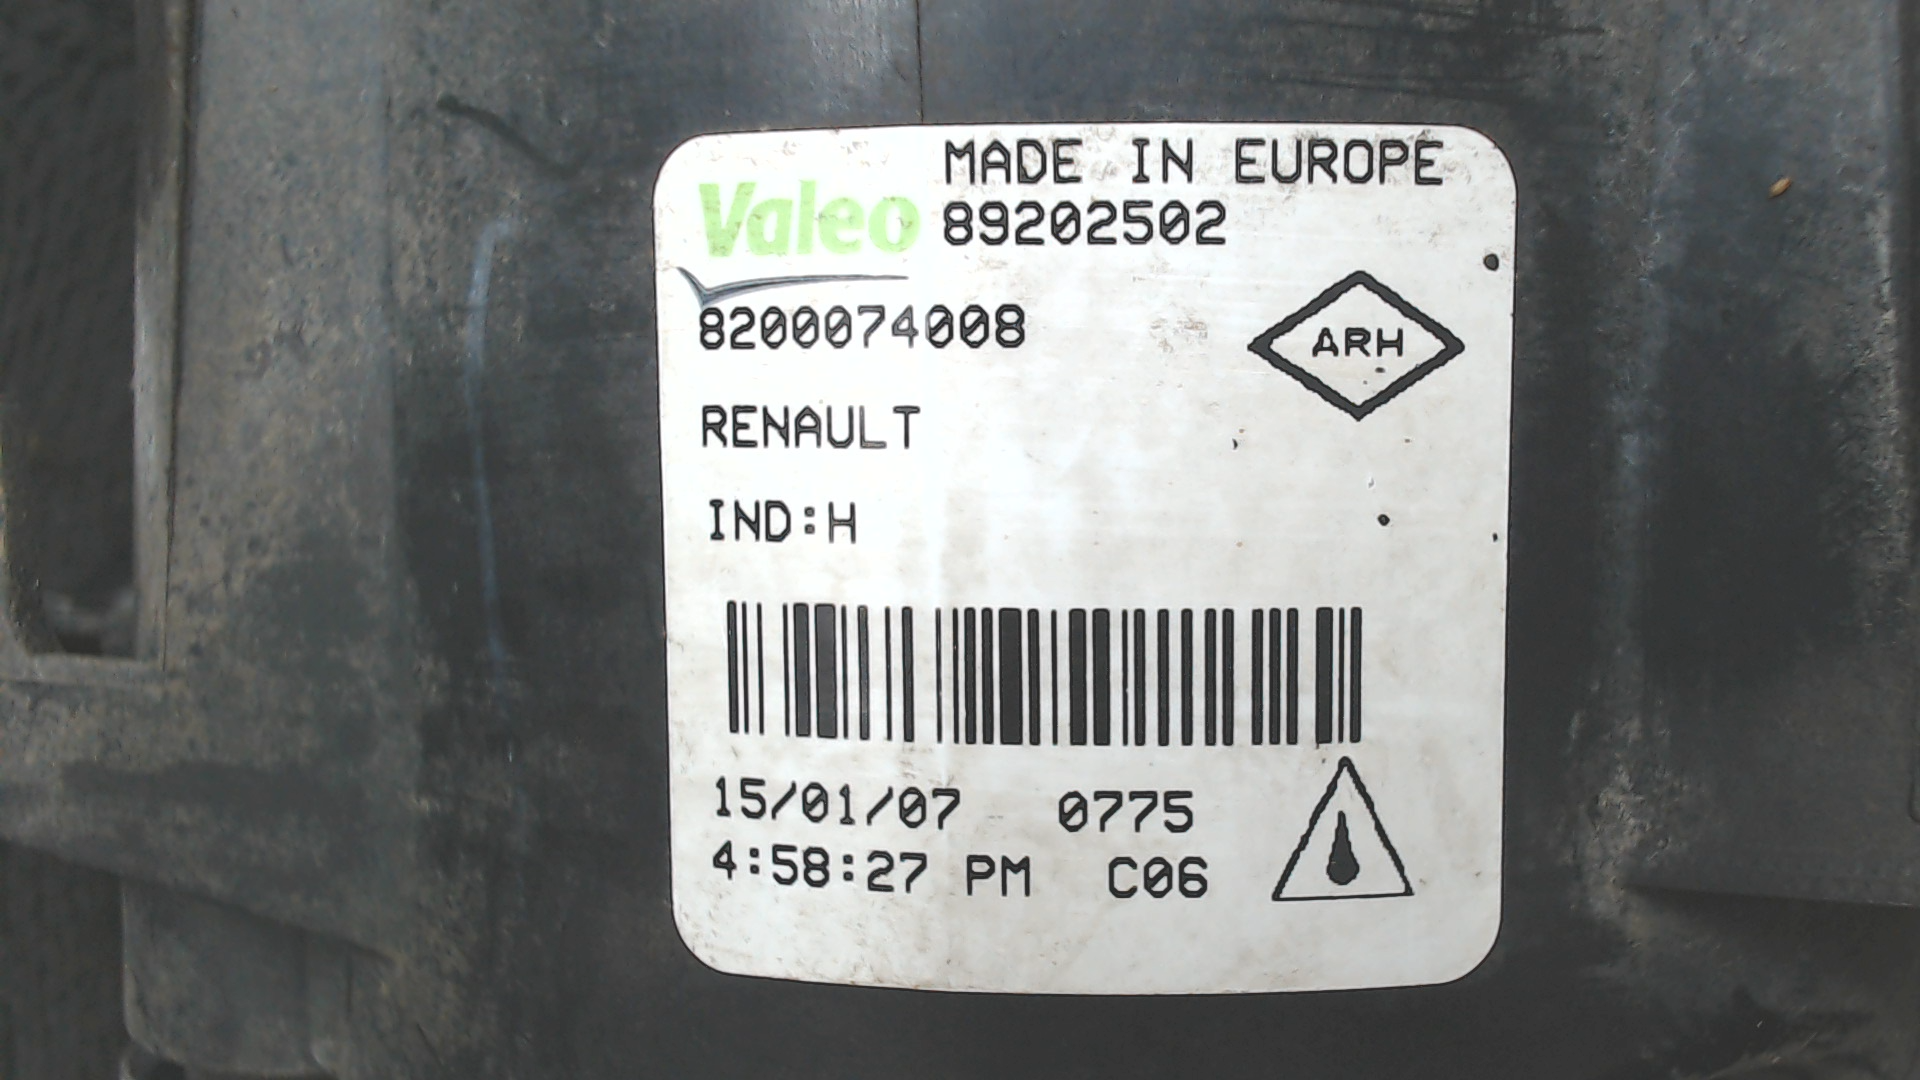 MADE IN EUROPE
Valeo 89202502
8200074008
ARH
RENAULT
IND:H
15/01/07 0775
4:58:27 PM C06